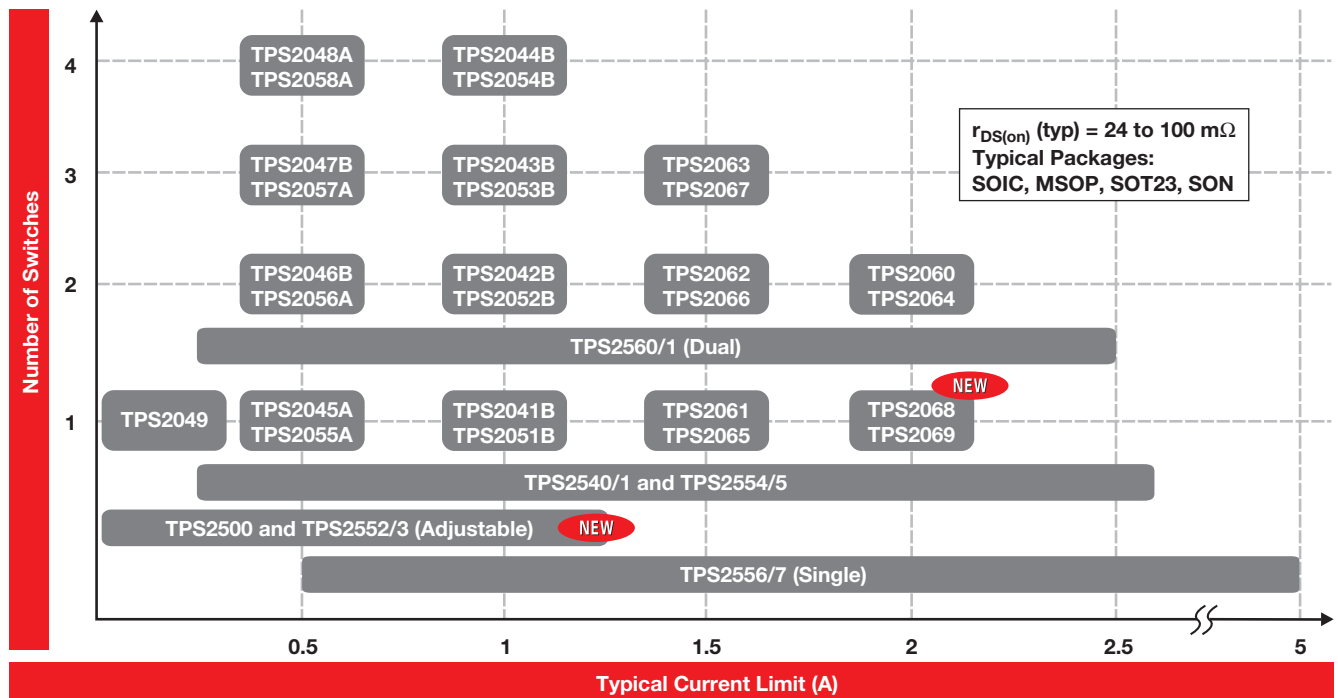 Number of Switches
4
TPS2048A
TPS2058A
TPS2044B
TPS2054B
r_DS(on) (typ) = 24 to 100 mΩ
Typical Packages:
SOIC, MSOP, SOT23, SON
3
TPS2047B
TPS2057A
TPS2043B
TPS2053B
TPS2063
TPS2067
2
TPS2046B
TPS2056A
TPS2042B
TPS2052B
TPS2062
TPS2066
TPS2060
TPS2064
TPS2560/1 (Dual)
NEW
1
TPS2049
TPS2045A
TPS2055A
TPS2041B
TPS2051B
TPS2061
TPS2065
TPS2068
TPS2069
TPS2540/1 and TPS2554/5
TPS2500 and TPS2552/3 (Adjustable)
NEW
TPS2556/7 (Single)
0.5
1
1.5
2
2.5
5
Typical Current Limit (A)